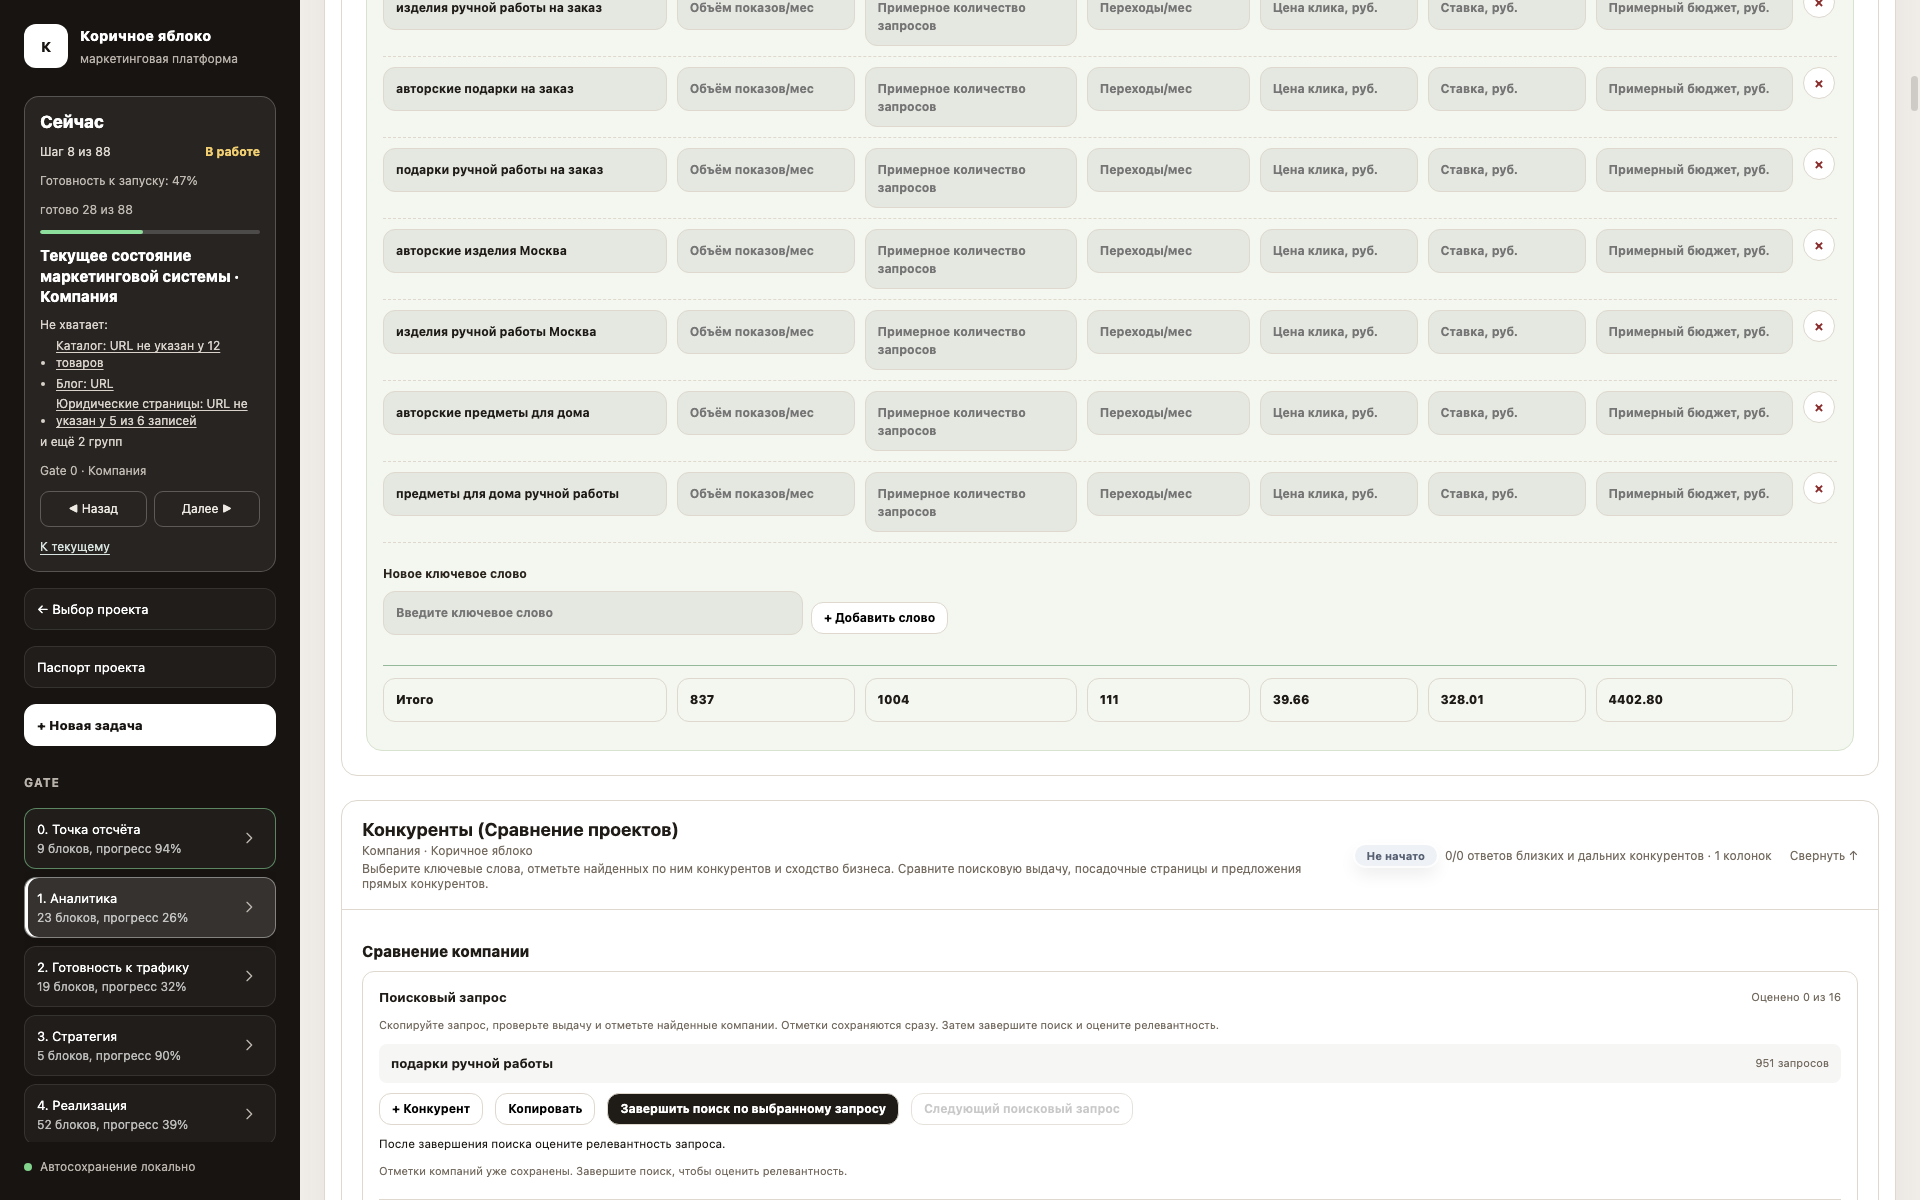 К
Коричное яблоко
маркетинговая платформа
Сейчас
Шаг 8 из 88
В работе
Готовность к запуску: 47%
готово 28 из 88
Текущее состояние
маркетинговой системы ·
Компания
Не хватает:
• Каталог: URL не указан у 12
товаров
• Блог: URL
• Юридические страницы: URL не
указан у 5 из 6 записей
и ещё 2 групп
Gate 0 · Компания
◀ Назад
Далее ▶
К текущему
← Выбор проекта
Паспорт проекта
+ Новая задача
GATE
0. Точка отсчёта
9 блоков, прогресс 94%
1. Аналитика
23 блоков, прогресс 26%
2. Готовность к трафику
19 блоков, прогресс 32%
3. Стратегия
5 блоков, прогресс 90%
4. Реализация
52 блоков, прогресс 39%
Автосохранение локально
изделия ручной работы на заказ Объём показов/мес Примерное количество запросов Переходы/мес Цена клика, руб. Ставка, руб. Примерный бюджет, руб. ×
авторские подарки на заказ Объём показов/мес Примерное количество запросов Переходы/мес Цена клика, руб. Ставка, руб. Примерный бюджет, руб. ×
подарки ручной работы на заказ Объём показов/мес Примерное количество запросов Переходы/мес Цена клика, руб. Ставка, руб. Примерный бюджет, руб. ×
авторские изделия Москва Объём показов/мес Примерное количество запросов Переходы/мес Цена клика, руб. Ставка, руб. Примерный бюджет, руб. ×
изделия ручной работы Москва Объём показов/мес Примерное количество запросов Переходы/мес Цена клика, руб. Ставка, руб. Примерный бюджет, руб. ×
авторские предметы для дома Объём показов/мес Примерное количество запросов Переходы/мес Цена клика, руб. Ставка, руб. Примерный бюджет, руб. ×
предметы для дома ручной работы Объём показов/мес Примерное количество запросов Переходы/мес Цена клика, руб. Ставка, руб. Примерный бюджет, руб. ×
Новое ключевое слово
Введите ключевое слово
+ Добавить слово
Итого 837 1004 111 39.66 328.01 4402.80
Конкуренты (Сравнение проектов)
Компания · Коричное яблоко
Выберите ключевые слова, отметьте найденных по ним конкурентов и сходство бизнеса. Сравните поисковую выдачу, посадочные страницы и предложения
прямых конкурентов.
Не начато
0/0 ответов близких и дальних конкурентов · 1 колонок
Свернуть ↑
Сравнение компании
Поисковый запрос
Оценено 0 из 16
Скопируйте запрос, проверьте выдачу и отметьте найденные компании. Отметки сохраняются сразу. Затем завершите поиск и оцените релевантность.
подарки ручной работы
951 запросов
+ Конкурент
Копировать
Завершить поиск по выбранному запросу
Следующий поисковый запрос
После завершения поиска оцените релевантность запроса.
Отметки компаний уже сохранены. Завершите поиск, чтобы оценить релевантность.